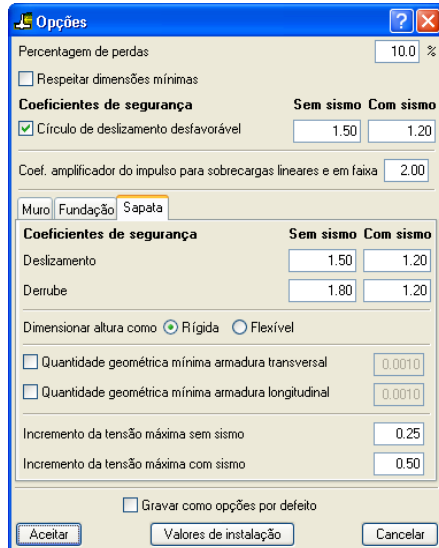 Opções
Percentagem de perdas 10.0 %
Respeitar dimensões mínimas
Coeficientes de segurança Sem sismo Com sismo
Círculo de deslizamento desfavorável 1.50 1.20
Coef. amplificador do impulso para sobrecargas lineares e em faixa 2.00
Muro Fundação Sapata
Coeficientes de segurança Sem sismo Com sismo
Deslizamento 1.50 1.20
Derrube 1.80 1.20
Dimensionar altura como Rígida Flexível
Quantidade geométrica mínima armadura transversal 0.0010
Quantidade geométrica mínima armadura longitudinal 0.0010
Incremento da tensão máxima sem sismo 0.25
Incremento da tensão máxima com sismo 0.50
Gravar como opções por defeito
Aceitar Valores de instalação Cancelar